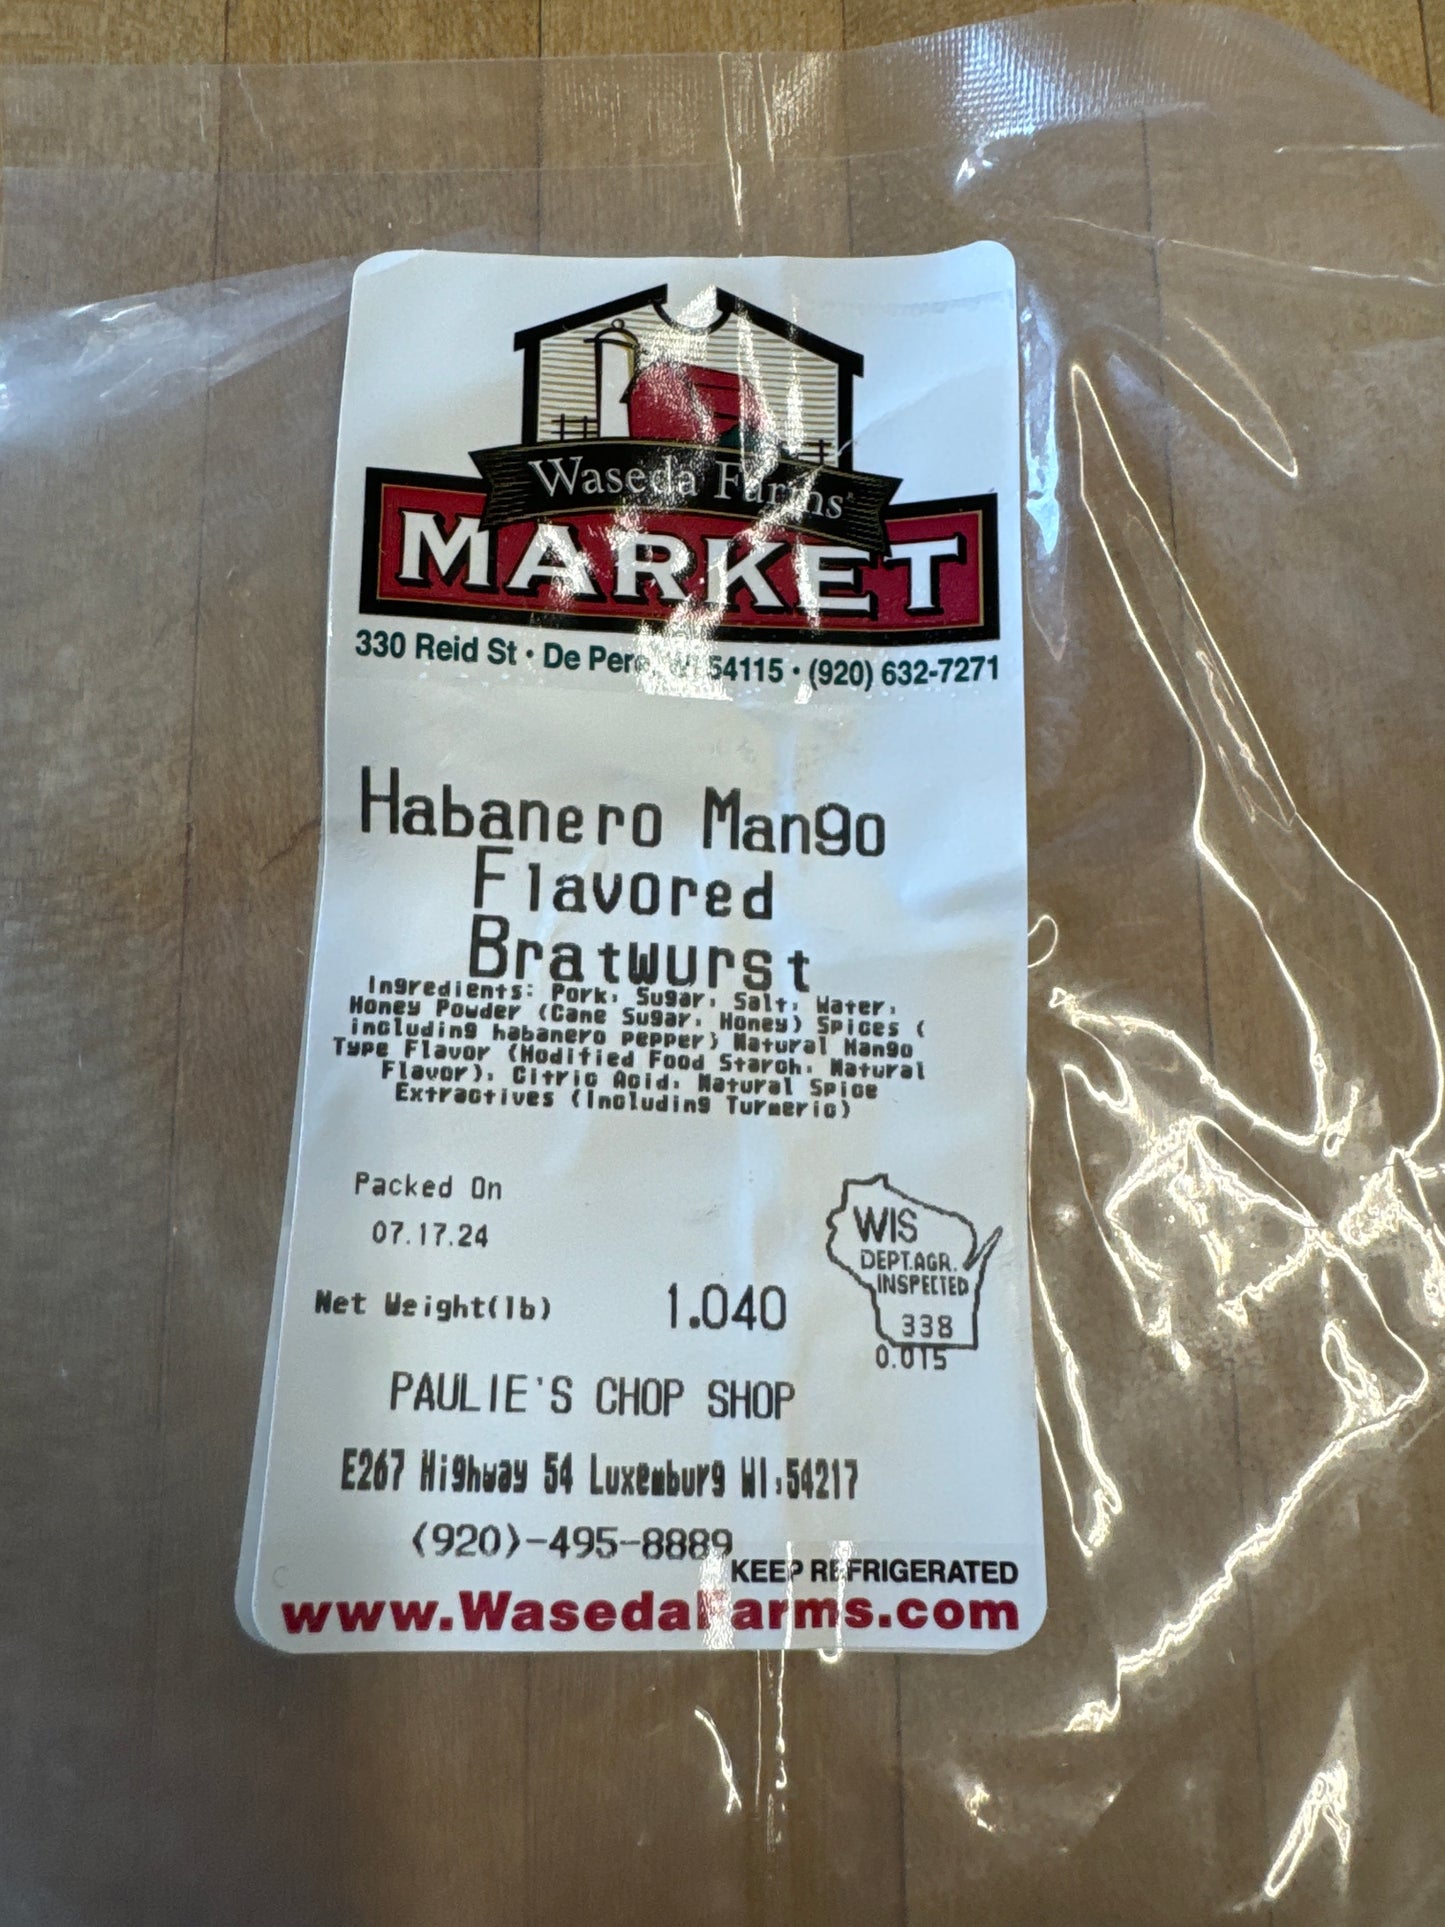 Waseda Farms
MARKET
330 Reid St • De Pere, WI 54115 • (920) 632-7271
Habanero Mango
Flavored
Bratwurst
Ingredients: Pork, Sugar, Salt, Water,
Honey Powder (Cane Sugar, Honey) Spices (
including habanero pepper) Natural Mango
Type Flavor (Modified Food Starch, Natural
Flavor), Citric Acid, Natural Spice
Extractives (Including Turmeric)
Packed On
07.17.24
WIS
DEPT.AGR.
INSPECTED
338
0.015
Net Weight(lb) 1.040
PAULIE'S CHOP SHOP
E267 Highway 54 Luxemburg WI,54217
(920)-495-8889
KEEP REFRIGERATED
www.WasedaFarms.com